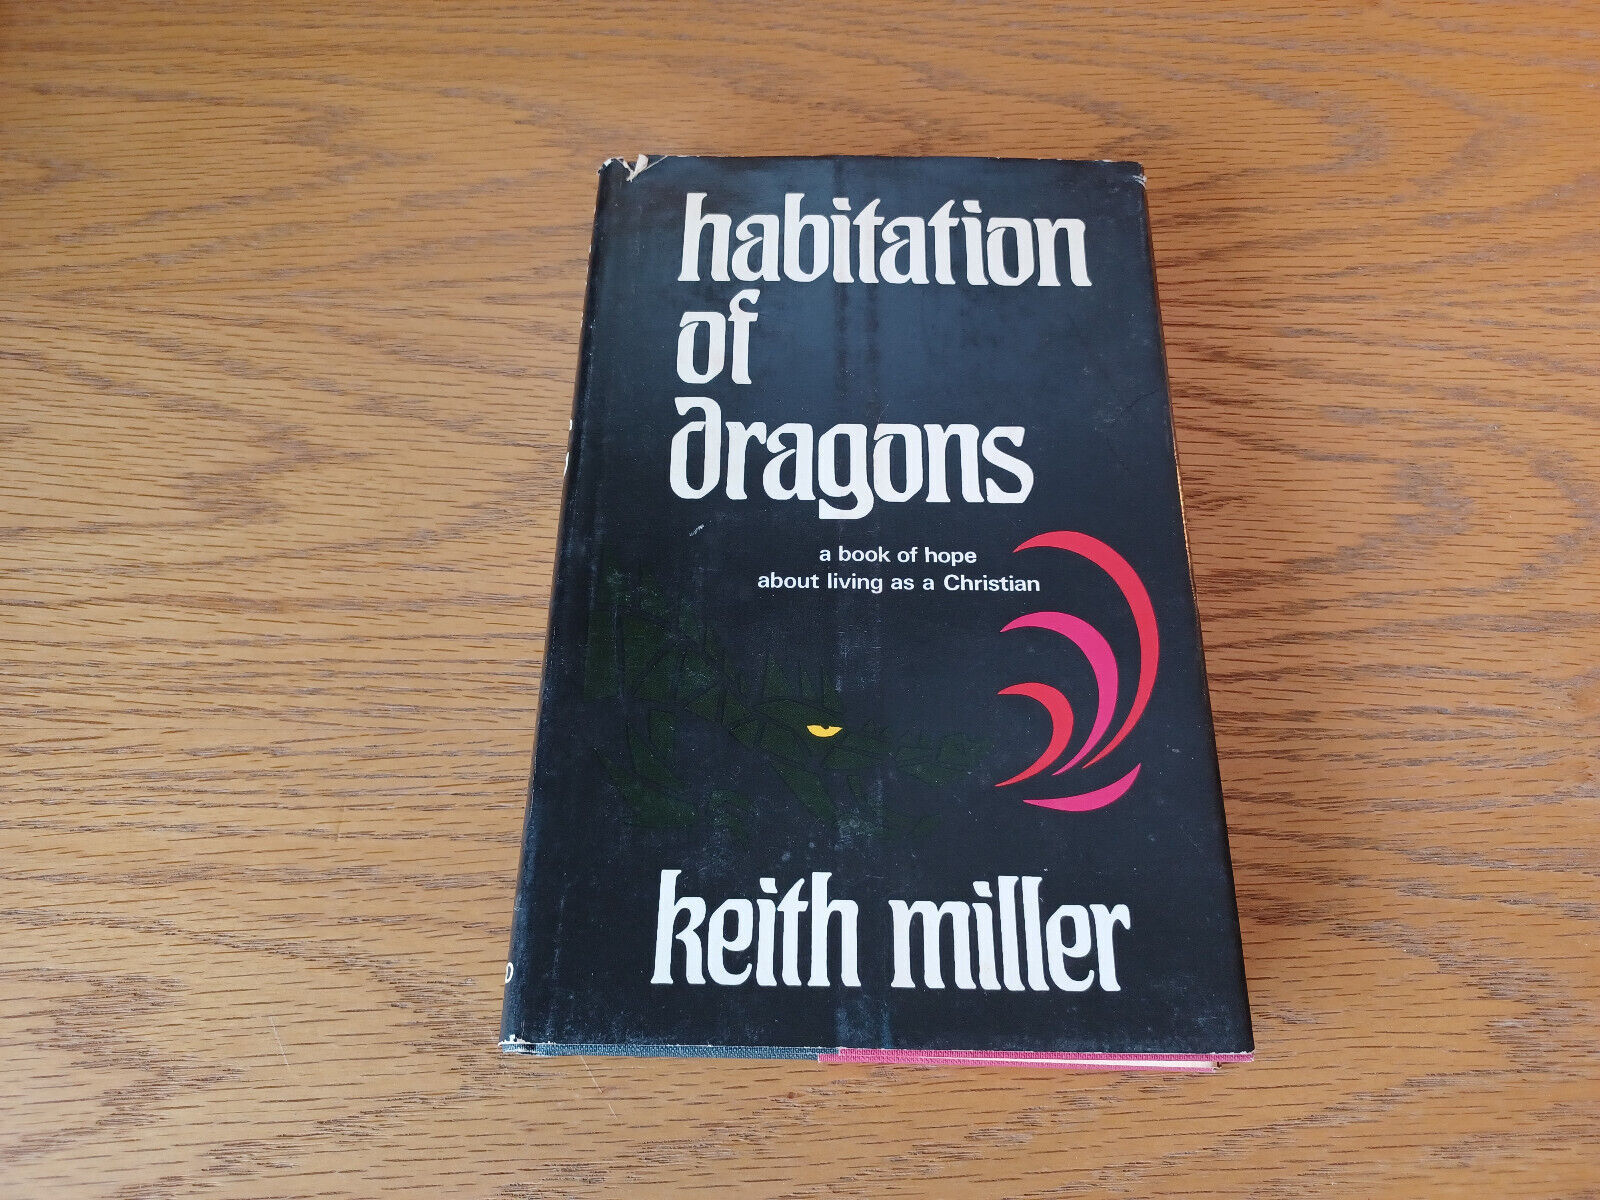 habitation
of
dragons
a book of hope
about living as a Christian
keith miller